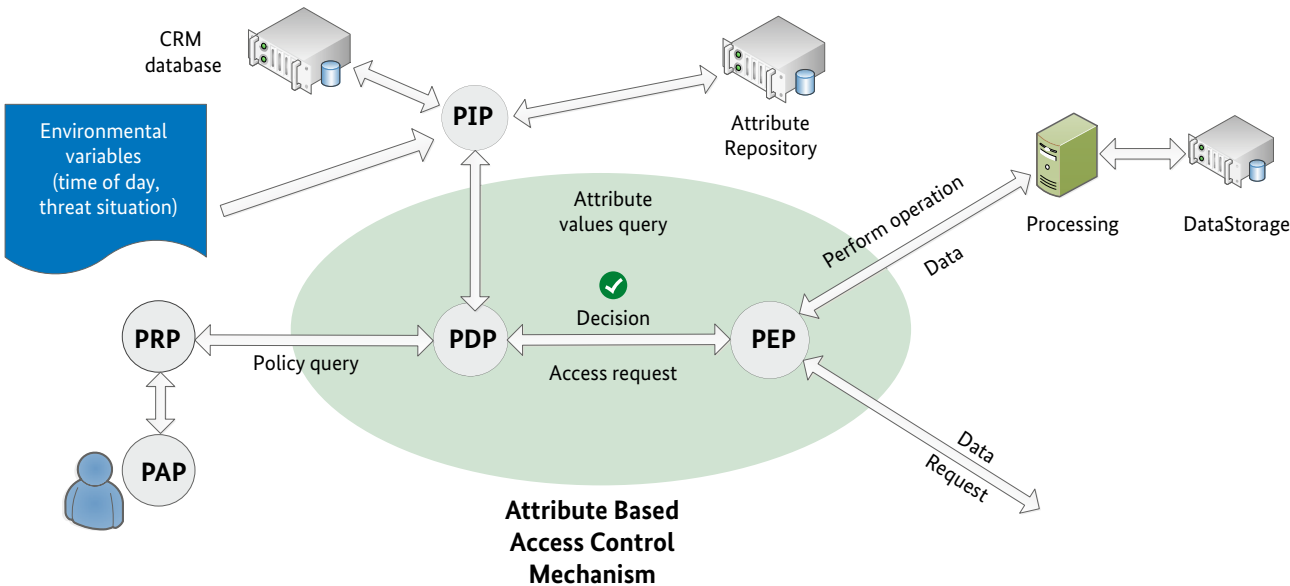 CRM
database
PIP
Attribute
Repository
Environmental
variables
(time of day,
threat situation)
Processing
DataStorage
Attribute
values query
Perform operation
Data
Decision
PRP
PDP
PEP
Policy query
Access request
PAP
Data
Request
Attribute Based
Access Control
Mechanism